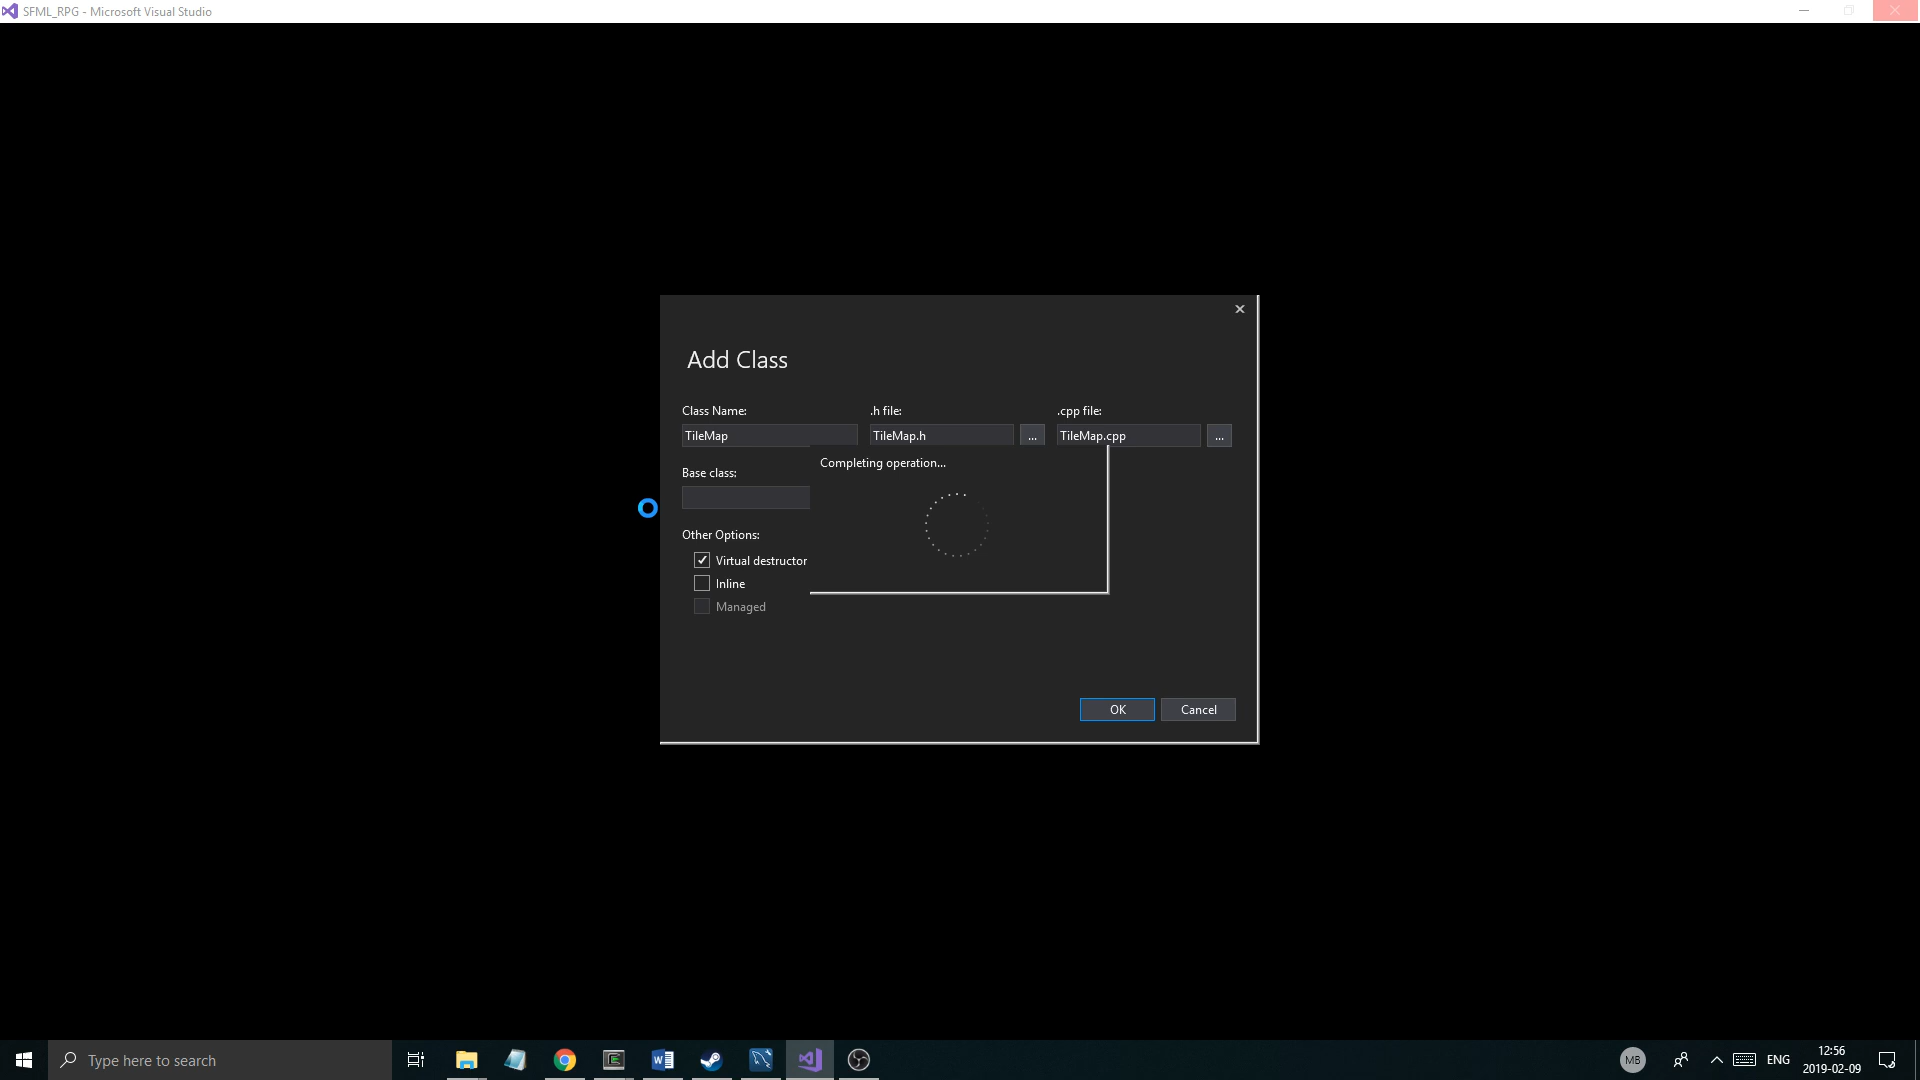 SFML_RPG - Microsoft Visual Studio
Add Class
Class Name:
.h file:
.cpp file:
TileMap
TileMap.h
...
TileMap.cpp
...
Completing operation...
Base class:
Other Options:
Virtual destructor
Inline
Managed
OK
Cancel
Type here to search
MB
ENG
12:56
2019-02-09